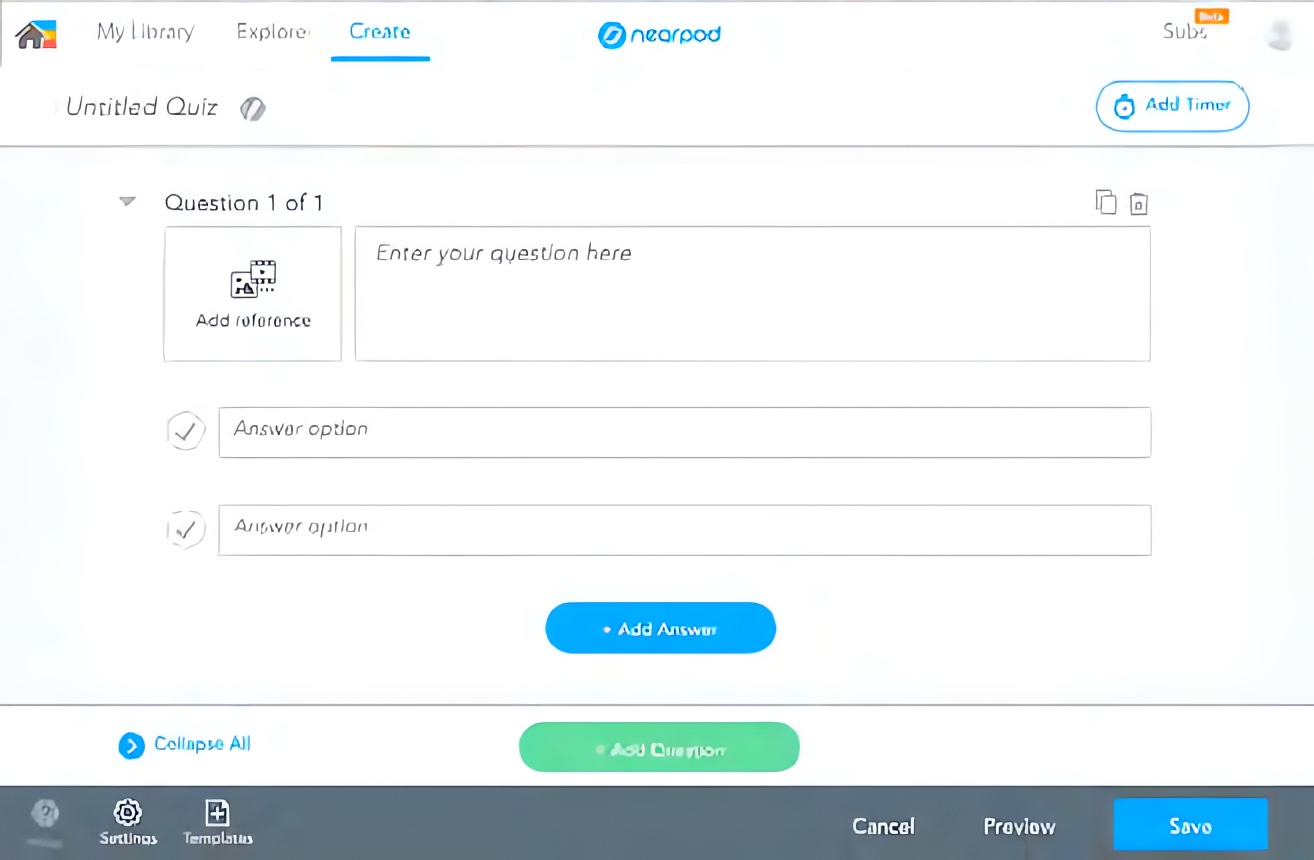 My Library Explore Create nearpod Subs Beta
Untitled Quiz Add Timer
Question 1 of 1
Enter your question here
Add reference
Answer option
Answer option
+ Add Answer
Collapse All + Add Question
Settings Templates Cancel Preview Save